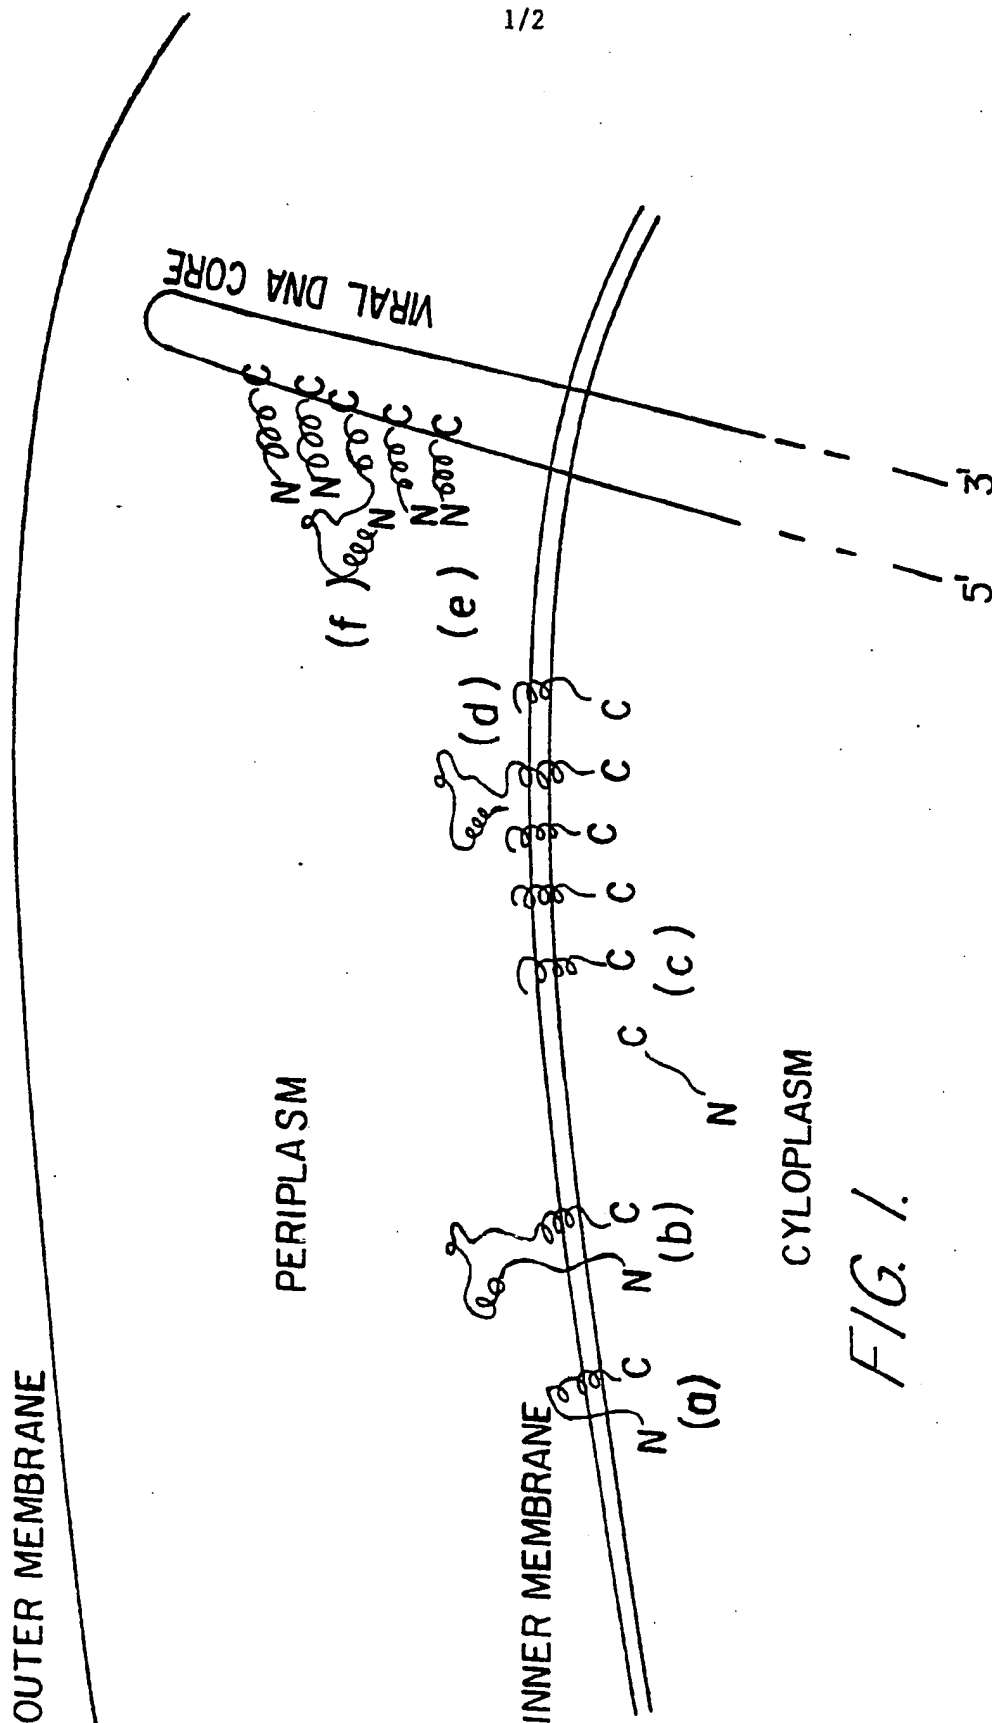 1/2
OUTER MEMBRANE
VIRAL DNA CORE
C
C
C
C
C
N
N
N
N
N
(f)
(e)
(d)
PERIPLASM
INNER MEMBRANE
N
C
(a)
N
C
(b)
N
C
C
C
C
C
C
(c)
5'
3'
CYLOPLASM
FIG. 1.